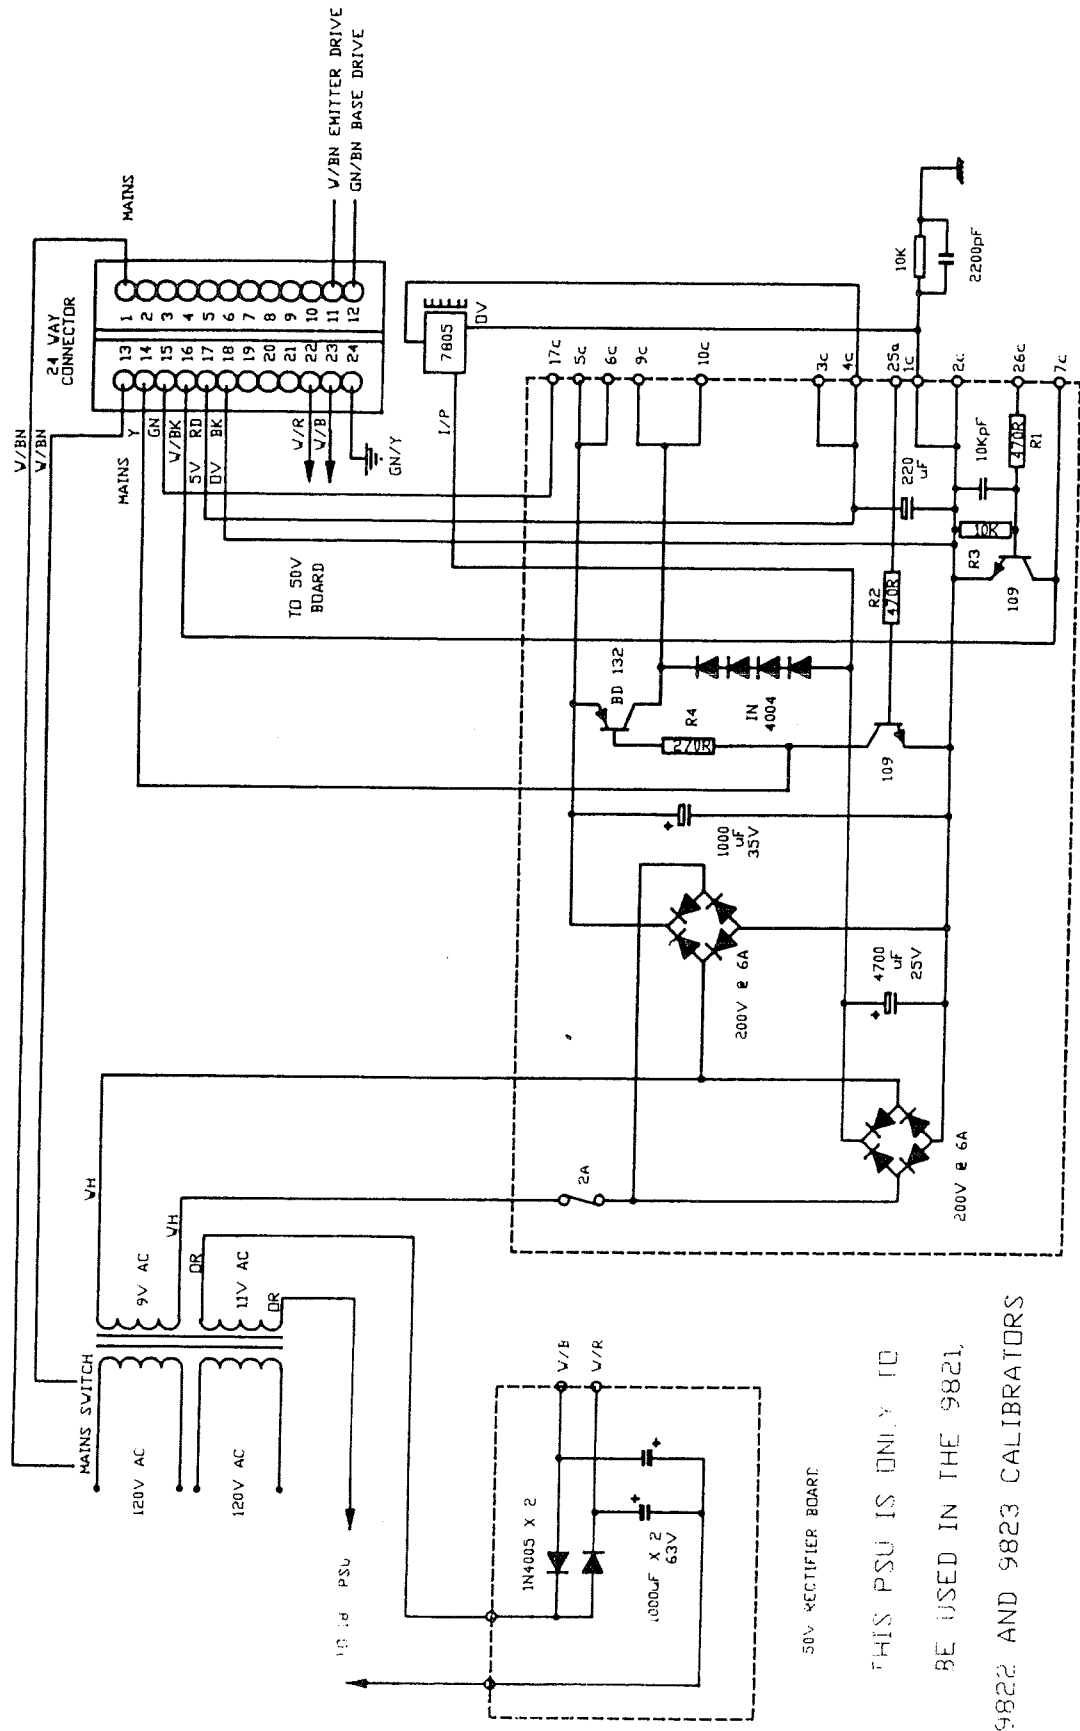 W/BN
W/BN
MAINS
24 WAY
CONNECTOR
MAINS
W/BN EMITTER DRIVE
GN/BN BASE DRIVE
1
2
3
4
5
6
7
8
9
10
11
12
13
14
15
16
17
18
19
20
21
22
23
24
Y
GN
W/BK
5V RD
0V BK
W/R
W/B
GN/Y
TO 50V
BOARD
I/P
7805
0V
10K
2200pF
17c
5c
6c
9c
10c
3c
4c
25a
1c
2c
26c
7c
220
uF
10KpF
470R
R1
10K
R3
109
R2
470R
BD 132
R4
270R
IN
4004
109
1000
uF
35V
200V @ 6A
4700
uF
25V
200V @ 6A
2A
WH
WH
9V AC
OR
11V AC
OR
MAINS SWITCH
120V AC
120V AC
PSU
1N4005 X 2
1000uF X 2
63V
W/R
50V RECTIFIER BOARD
THIS PSU IS ONLY TO
BE USED IN THE 9821,
9822 AND 9823 CALIBRATORS